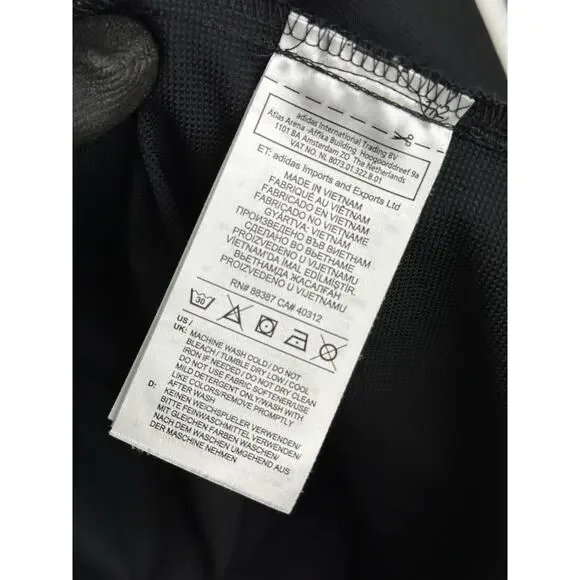 adidas International Trading BV
Atlas Arena -Affika Building, Hoogoorddreef 9a
1101 BA Amsterdam ZO The Netherlands
VAT NO. NL 8073.01.322.B.01
ET: adidas Imports and Exports Ltd
MADE IN VIETNAM
FABRIQUÉ AU VIÊTNAM
FABRICADO EN VIETNAM
FABRICADO NO VIETNAME
GYÁRTVA: VIETNAM
ПРОИЗВЕДЕНО ВЪВ ВИЕТНАМ
СДЕЛАНО ВО ВЬЕТНАМЕ
PROIZVEDENO U VIJETNAMU
VIETNAM'DA İMAL EDİLMİŞTİR.
ВЬЕТНАМДА ЖАСАЛҒАН
PROIZVEDENO U VIJETNAMU
RN# 88387 CA# 40312
30
US /
UK: MACHINE WASH COLD / DO NOT
BLEACH / TUMBLE DRY LOW / COOL
IRON IF NEEDED / DO NOT DRY CLEAN
DO NOT USE FABRIC SOFTENER/USE
MILD DETERGENT ONLY/WASH WITH
LIKE COLORS/REMOVE PROMPTLY
AFTER WASH
D: KEINEN WEICHSPUELER VERWENDEN/
BITTE FEINWASCHMITTEL VERWENDEN/
MIT GLEICHEN FARBEN WASCHEN/
NACH DEM WASCHEN UMGEHEND AUS
DER MASCHINE NEHMEN